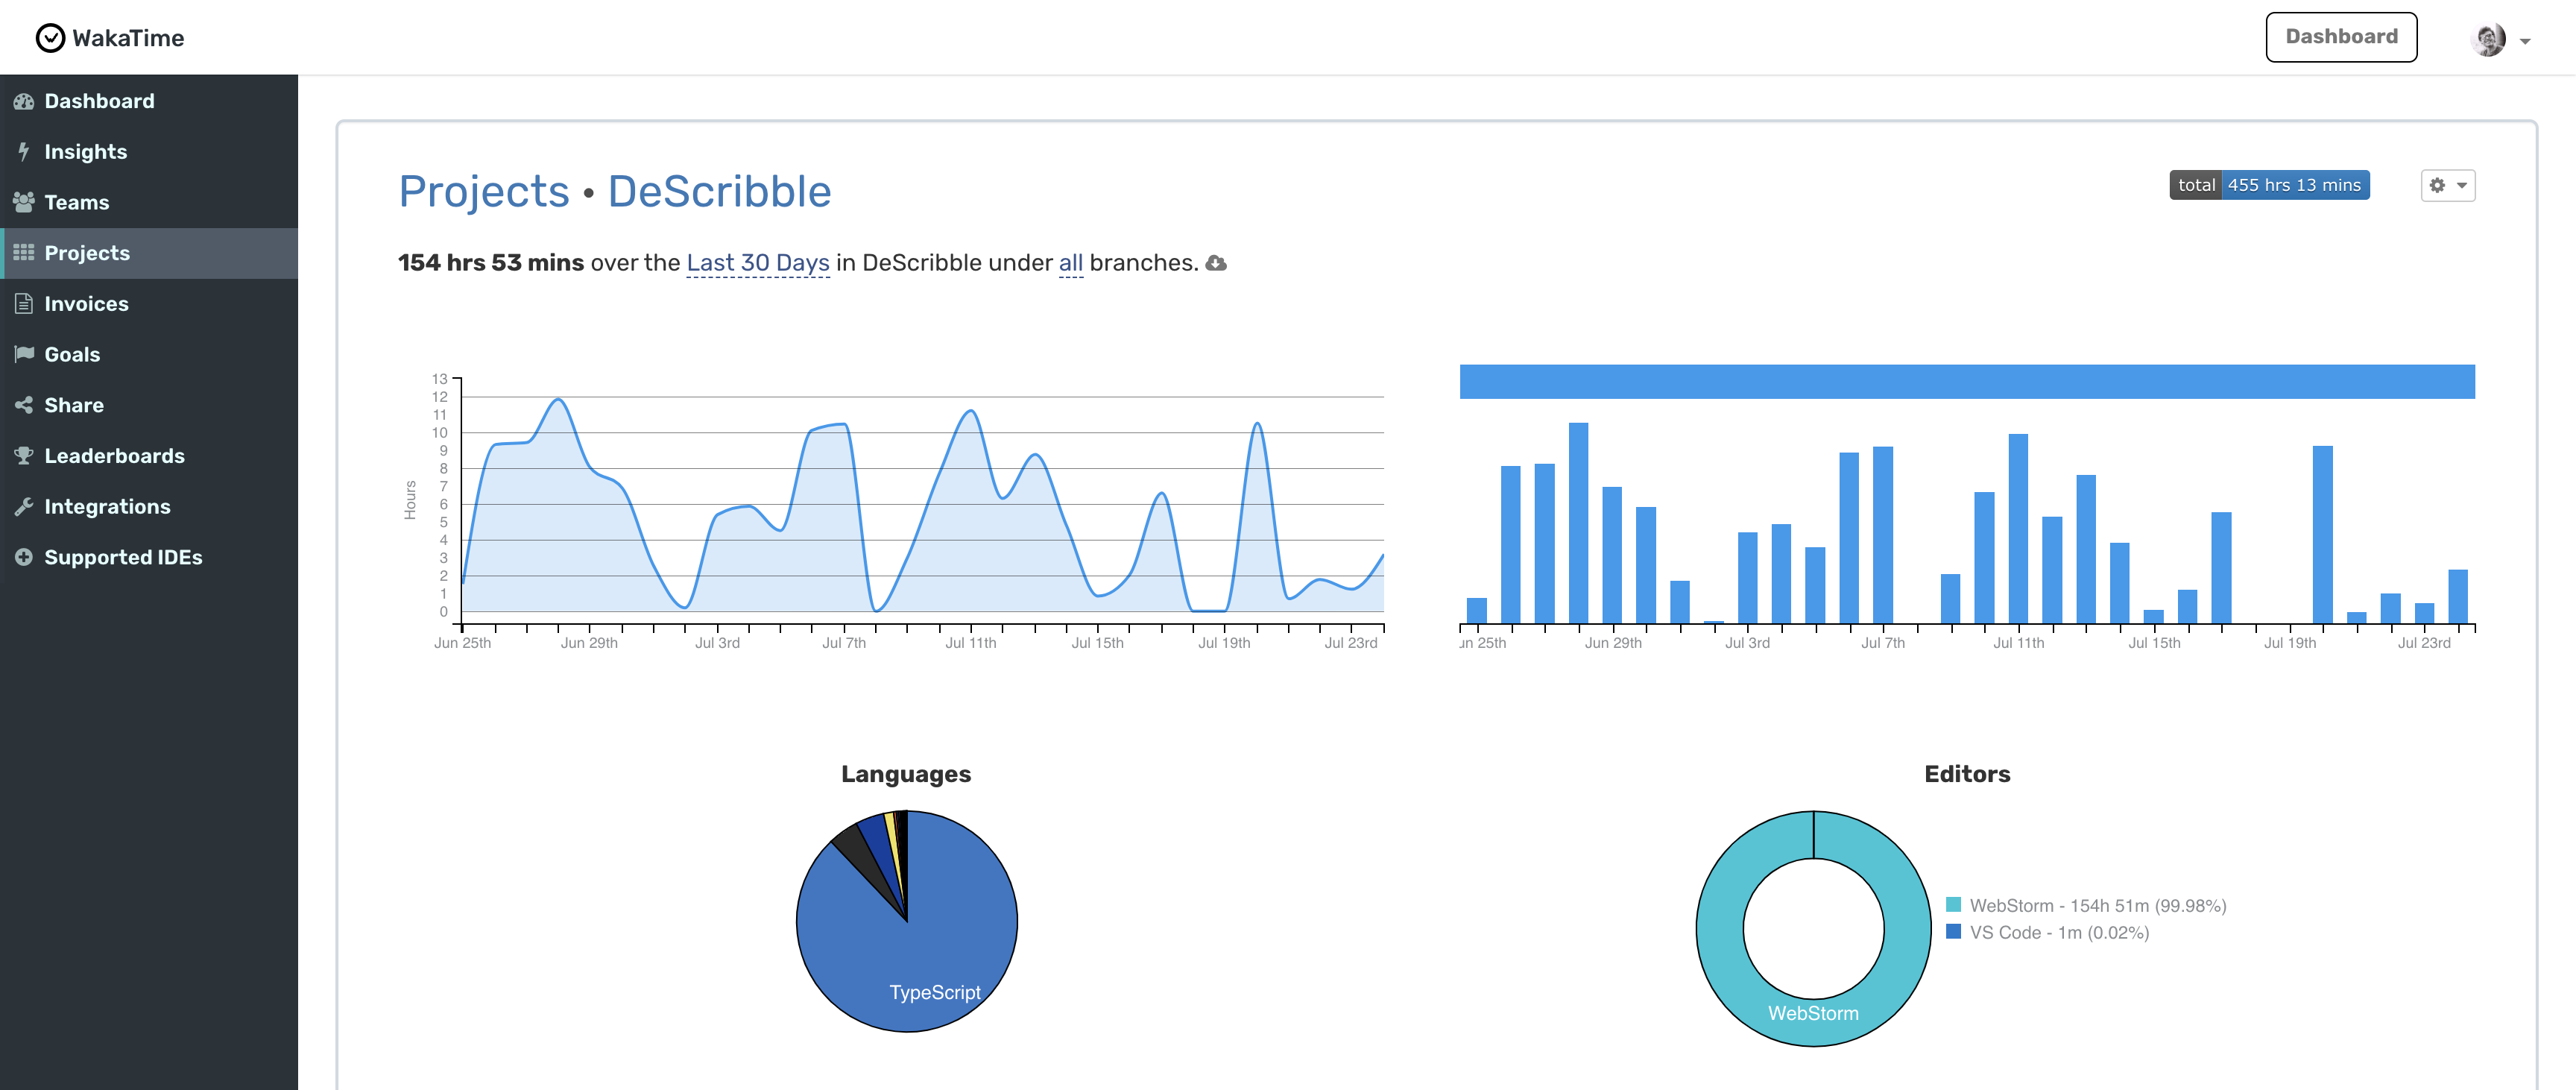 WakaTime
Dashboard
Dashboard
Insights
Teams
Projects
Invoices
Goals
Share
Leaderboards
Integrations
Supported IDEs
Projects • DeScribble
total 455 hrs 13 mins
154 hrs 53 mins over the Last 30 Days in DeScribble under all branches.
Hours
13
12
11
10
9
8
7
6
5
4
3
2
1
0
Jun 25th Jun 29th Jul 3rd Jul 7th Jul 11th Jul 15th Jul 19th Jul 23rd
un 25th Jun 29th Jul 3rd Jul 7th Jul 11th Jul 15th Jul 19th Jul 23rd
Languages
TypeScript
Editors
WebStorm - 154h 51m (99.98%)
VS Code - 1m (0.02%)
WebStorm